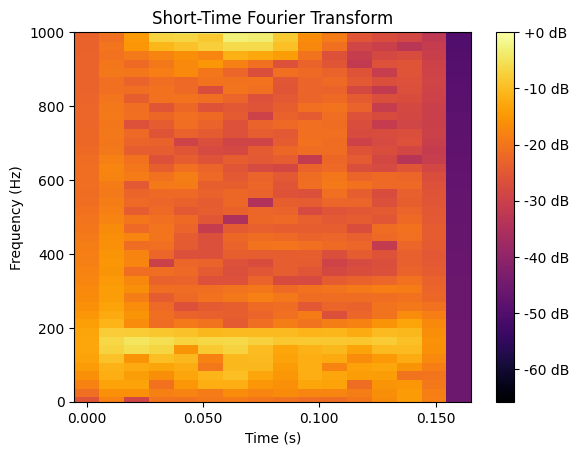 Short-Time Fourier Transform
Frequency (Hz)
1000
800
600
400
200
0
0.000
0.050
0.100
0.150
Time (s)
+0 dB
-10 dB
-20 dB
-30 dB
-40 dB
-50 dB
-60 dB